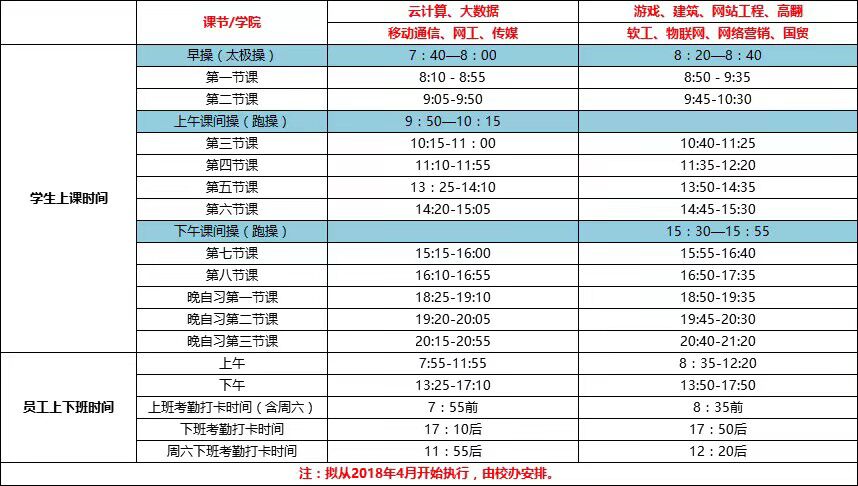 课节/学院 云计算、大数据 游戏、建筑、网站工程、高翻
移动通信、网工、传媒 软工、物联网、网络营销、国贸
学生上课时间
早操（太极操） 7：40—8：00 8：20—8：40
第一节课 8:10 - 8:55 8:50 - 9:35
第二节课 9:05-9:50 9:45-10:30
上午课间操（跑操） 9：50—10：15
第三节课 10:15-11：00 10:40-11:25
第四节课 11:10-11:55 11:35-12:20
第五节课 13：25-14:10 13:50-14:35
第六节课 14:20-15:05 14:45-15:30
下午课间操（跑操） 15：30—15：55
第七节课 15:15-16:00 15:55-16:40
第八节课 16:10-16:55 16:50-17:35
晚自习第一节课 18:25-19:10 18:50-19:35
晚自习第二节课 19:20-20:05 19:45-20:30
晚自习第三节课 20:15-20:55 20:40-21:20
员工上下班时间
上午 7:55-11:55 8：35-12:20
下午 13:25-17:10 13:50-17:50
上班考勤打卡时间（含周六） 7：55前 8：35前
下班考勤打卡时间 17：10后 17：50后
周六下班考勤打卡时间 11：55后 12：20后
注：拟从2018年4月开始执行，由校办安排。